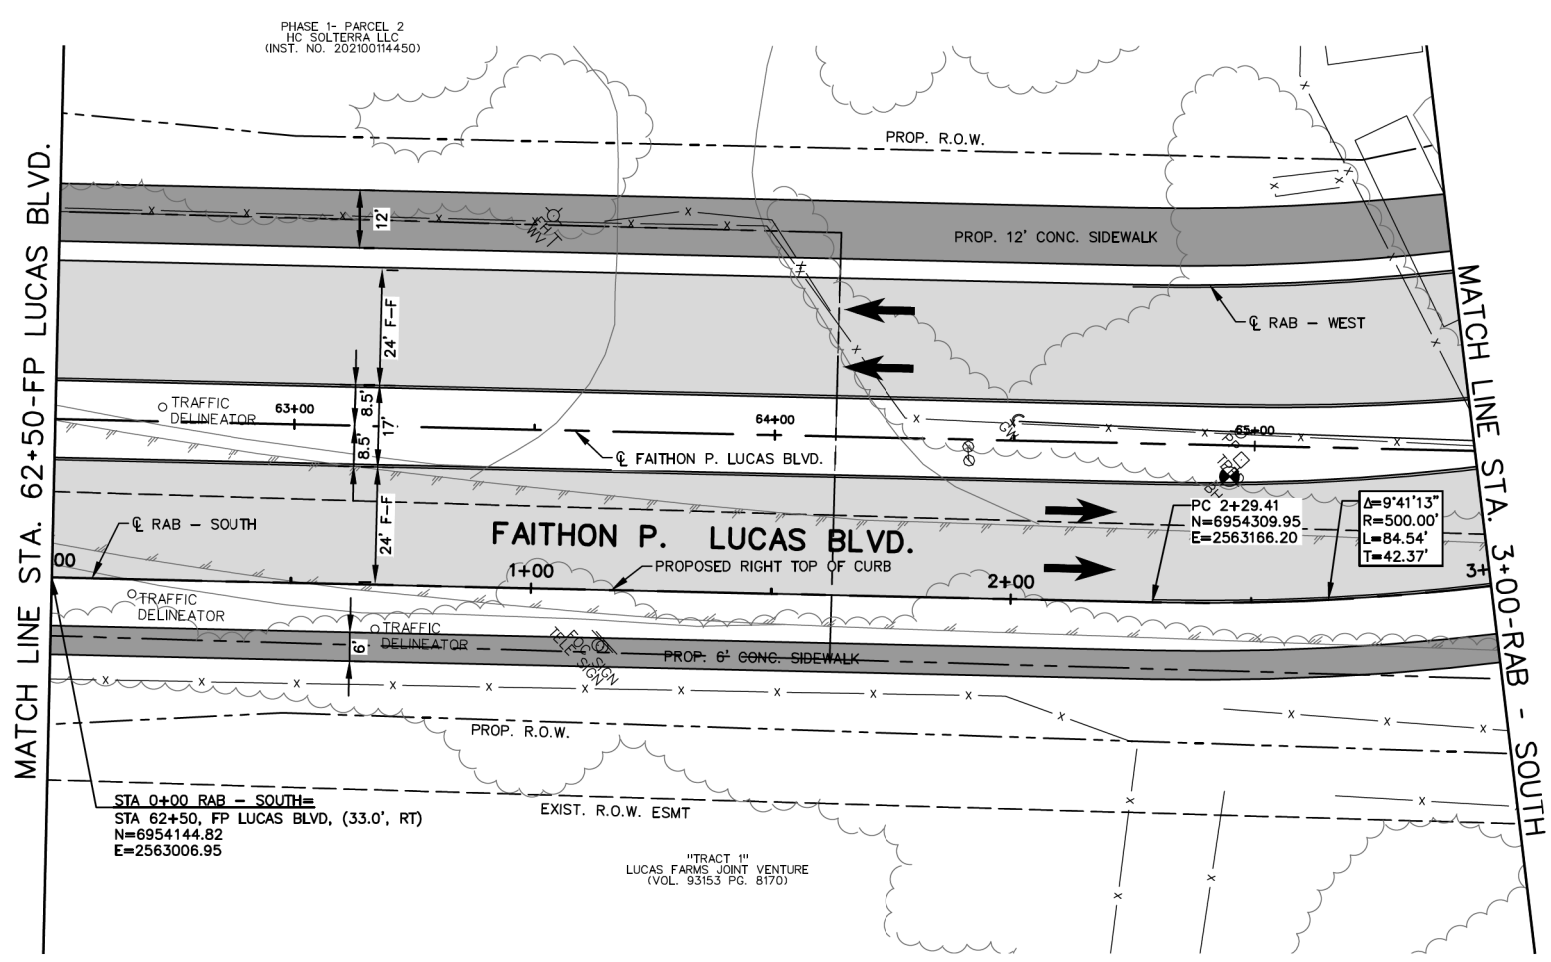 PHASE 1- PARCEL 2
HC SOLTERRA LLC
(INST. NO. 202100114450)
PROP. R.O.W.
12'
PROP. 12' CONC. SIDEWALK
24' F-F
℄ RAB - WEST
TRAFFIC
DELINEATOR
63+00
8.5'
17'
8.5'
64+00
65+00
℄ FAITHON P. LUCAS BLVD.
GW
℄ RAB - SOUTH
24' F-F
FAITHON P. LUCAS BLVD.
PC 2+29.41
N=6954309.95
E=2563166.20
Δ=9°41'13"
R=500.00'
L=84.54'
T=42.37'
00
1+00
PROPOSED RIGHT TOP OF CURB
2+00
3+
TRAFFIC
DELINEATOR
TRAFFIC
DELINEATOR
6'
TELE SIGN
PROP. 6' CONC. SIDEWALK
PROP. R.O.W.
EXIST. R.O.W. ESMT
STA 0+00 RAB - SOUTH=
STA 62+50, FP LUCAS BLVD, (33.0', RT)
N=6954144.82
E=2563006.95
"TRACT 1"
LUCAS FARMS JOINT VENTURE
(VOL. 93153 PG. 8170)
MATCH LINE STA. 62+50-FP LUCAS BLVD.
MATCH LINE STA. 3+00-RAB - SOUTH